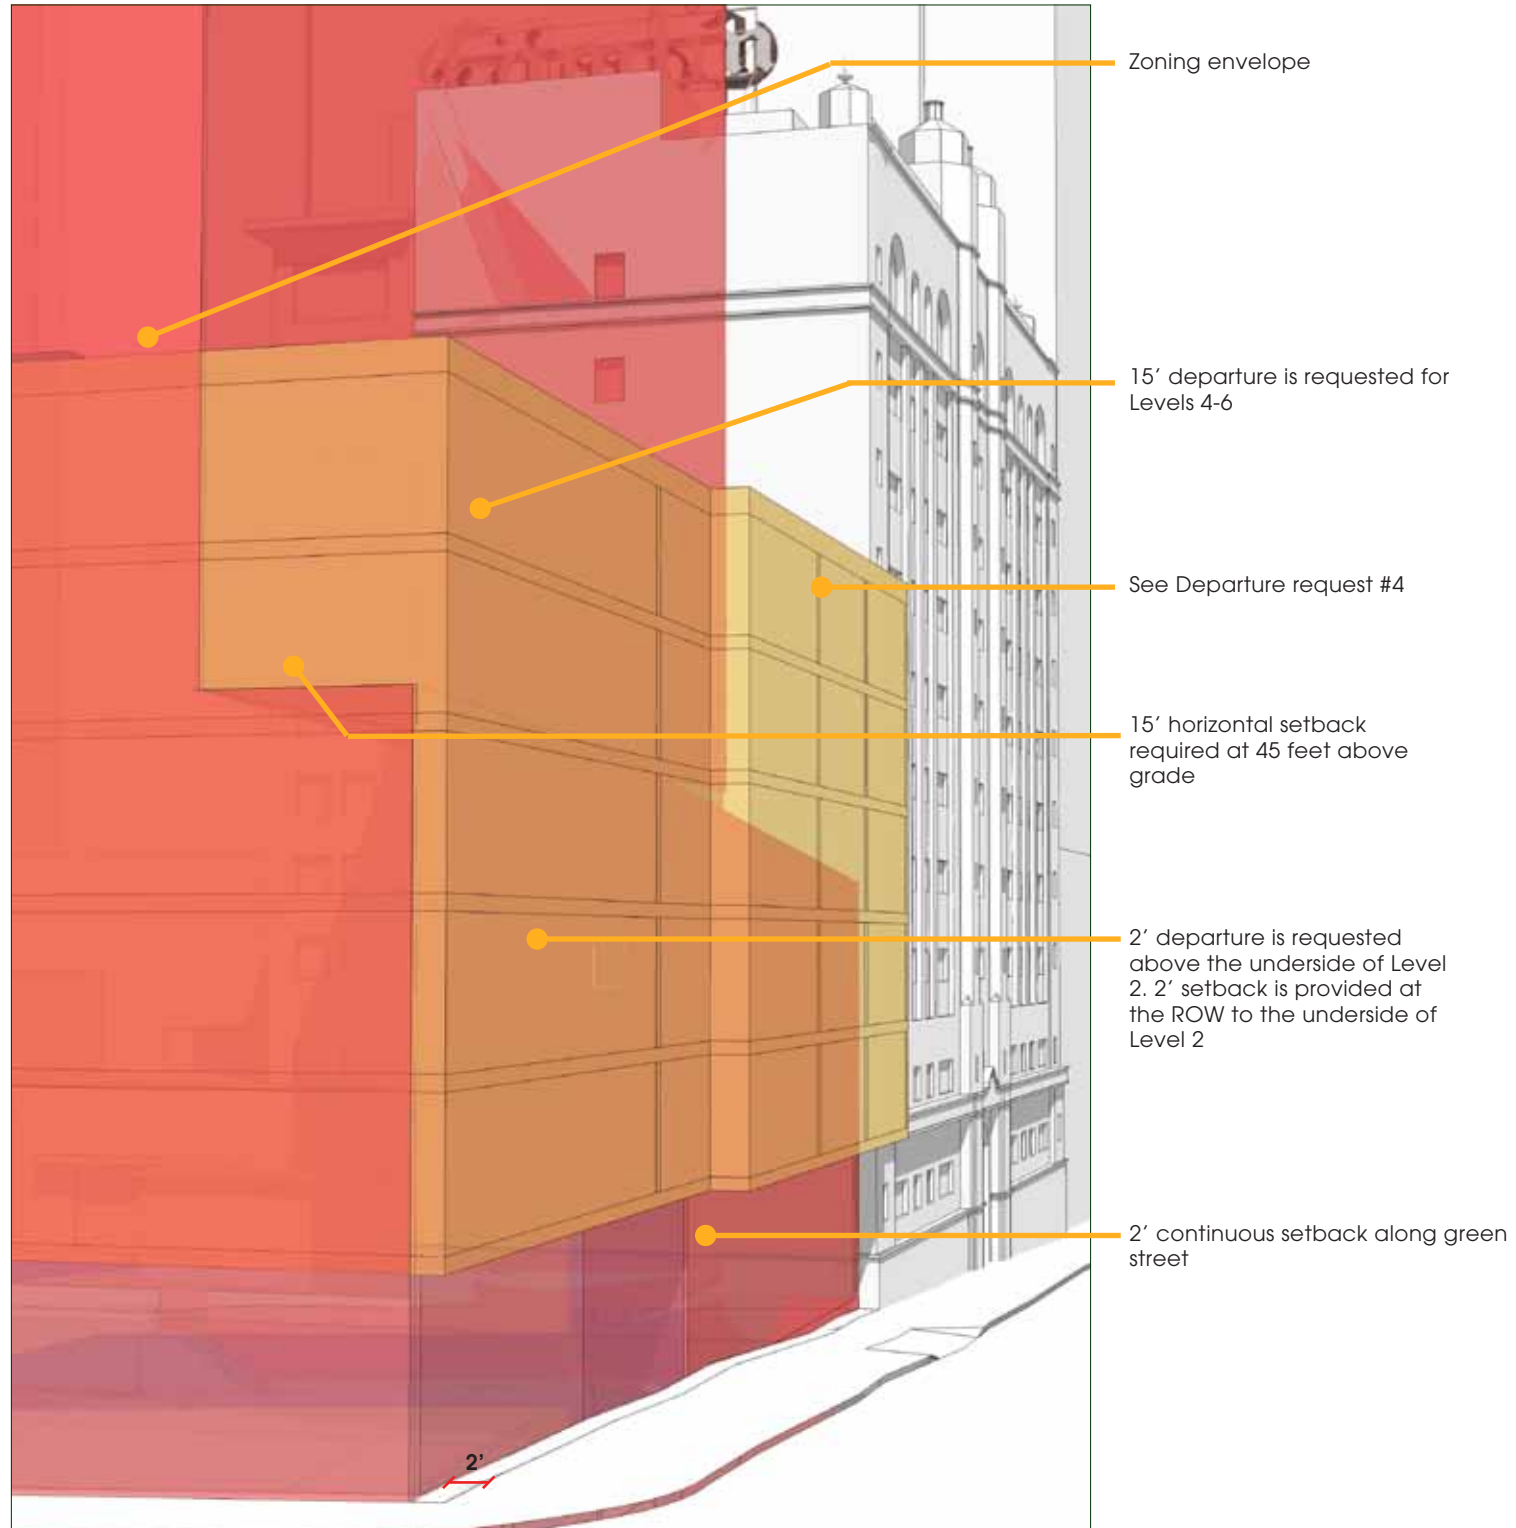 Zoning envelope
15’ departure is requested for
Levels 4-6
See Departure request #4
15’ horizontal setback
required at 45 feet above
grade
2’ departure is requested
above the underside of Level
2. 2’ setback is provided at
the ROW to the underside of
Level 2
2’ continuous setback along green
street
2’